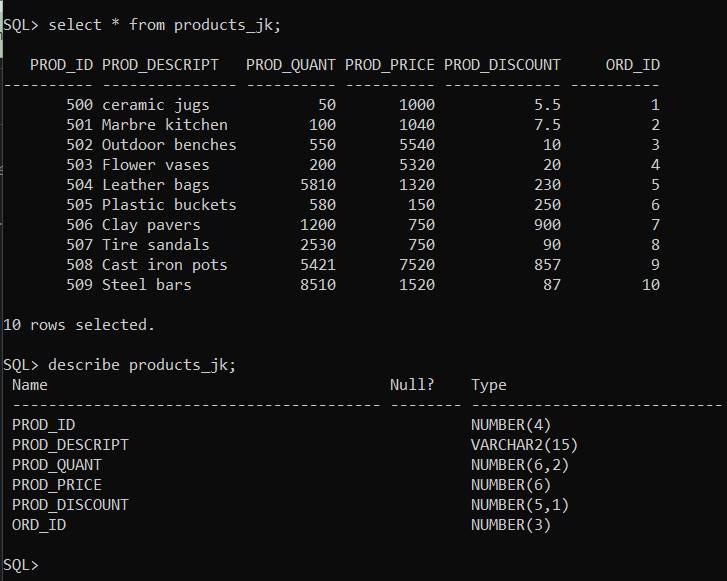 SQL> select * from products_jk;
   PROD_ID PROD_DESCRIPT   PROD_QUANT PROD_PRICE PROD_DISCOUNT     ORD_ID
---------- --------------- ---------- ---------- ------------- ----------
       500 ceramic jugs            50       1000           5.5          1
       501 Marbre kitchen         100       1040           7.5          2
       502 Outdoor benches        550       5540            10          3
       503 Flower vases           200       5320            20          4
       504 Leather bags          5810       1320           230          5
       505 Plastic buckets        580        150           250          6
       506 Clay pavers           1200        750           900          7
       507 Tire sandals          2530        750            90          8
       508 Cast iron pots        5421       7520           857          9
       509 Steel bars            8510       1520            87         10
10 rows selected.
SQL> describe products_jk;
 Name                                      Null?    Type
 ----------------------------------------- -------- ----------------------------
 PROD_ID                                            NUMBER(4)
 PROD_DESCRIPT                                      VARCHAR2(15)
 PROD_QUANT                                         NUMBER(6,2)
 PROD_PRICE                                         NUMBER(6)
 PROD_DISCOUNT                                      NUMBER(5,1)
 ORD_ID                                             NUMBER(3)
SQL>